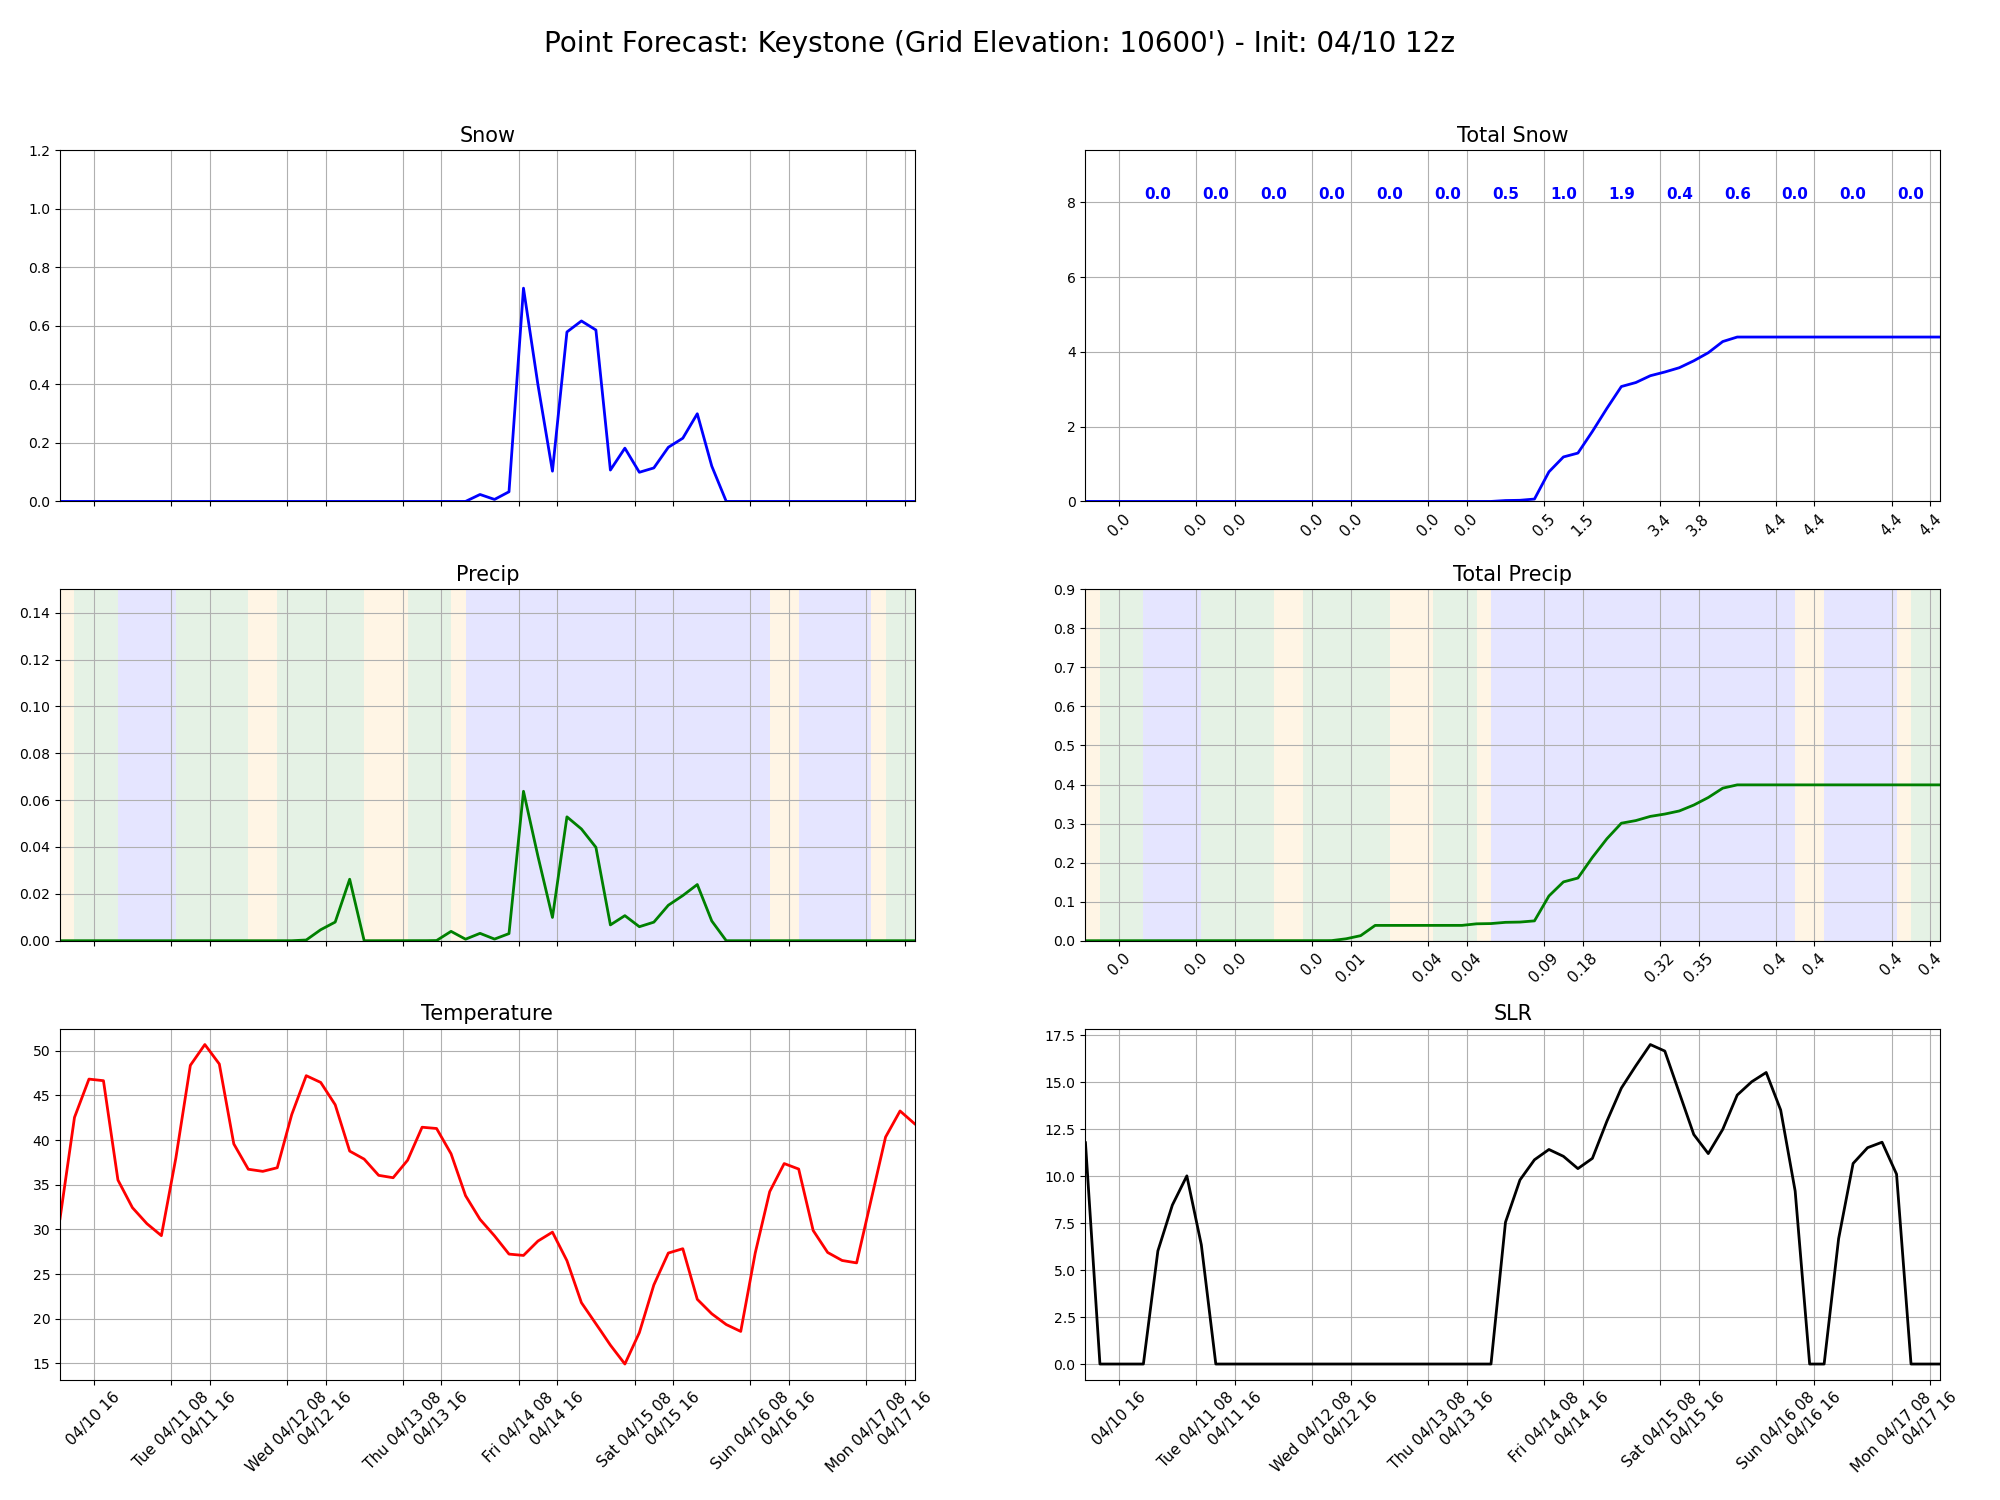 Point Forecast: Keystone (Grid Elevation: 10600') - Init: 04/10 12z
Snow
1.2
1.0
0.8
0.6
0.4
0.2
0.0
Total Snow
0.0 0.0 0.0 0.0 0.0 0.0 0.5 1.0 1.9 0.4 0.6 0.0 0.0 0.0
8
6
4
2
0
0.0 0.0 0.0 0.0 0.0 0.0 0.0 0.5 1.5 3.4 3.8 4.4 4.4 4.4 4.4
Precip
0.14
0.12
0.10
0.08
0.06
0.04
0.02
0.00
Total Precip
0.9
0.8
0.7
0.6
0.5
0.4
0.3
0.2
0.1
0.0
0.0 0.0 0.0 0.0 0.01 0.04 0.04 0.09 0.18 0.32 0.35 0.4 0.4 0.4 0.4
Temperature
50
45
40
35
30
25
20
15
04/10 16
Tue 04/11 08
04/11 16
Wed 04/12 08
04/12 16
Thu 04/13 08
04/13 16
Fri 04/14 08
04/14 16
Sat 04/15 08
04/15 16
Sun 04/16 08
04/16 16
Mon 04/17 08
04/17 16
SLR
17.5
15.0
12.5
10.0
7.5
5.0
2.5
0.0
04/10 16
Tue 04/11 08
04/11 16
Wed 04/12 08
04/12 16
Thu 04/13 08
04/13 16
Fri 04/14 08
04/14 16
Sat 04/15 08
04/15 16
Sun 04/16 08
04/16 16
Mon 04/17 08
04/17 16